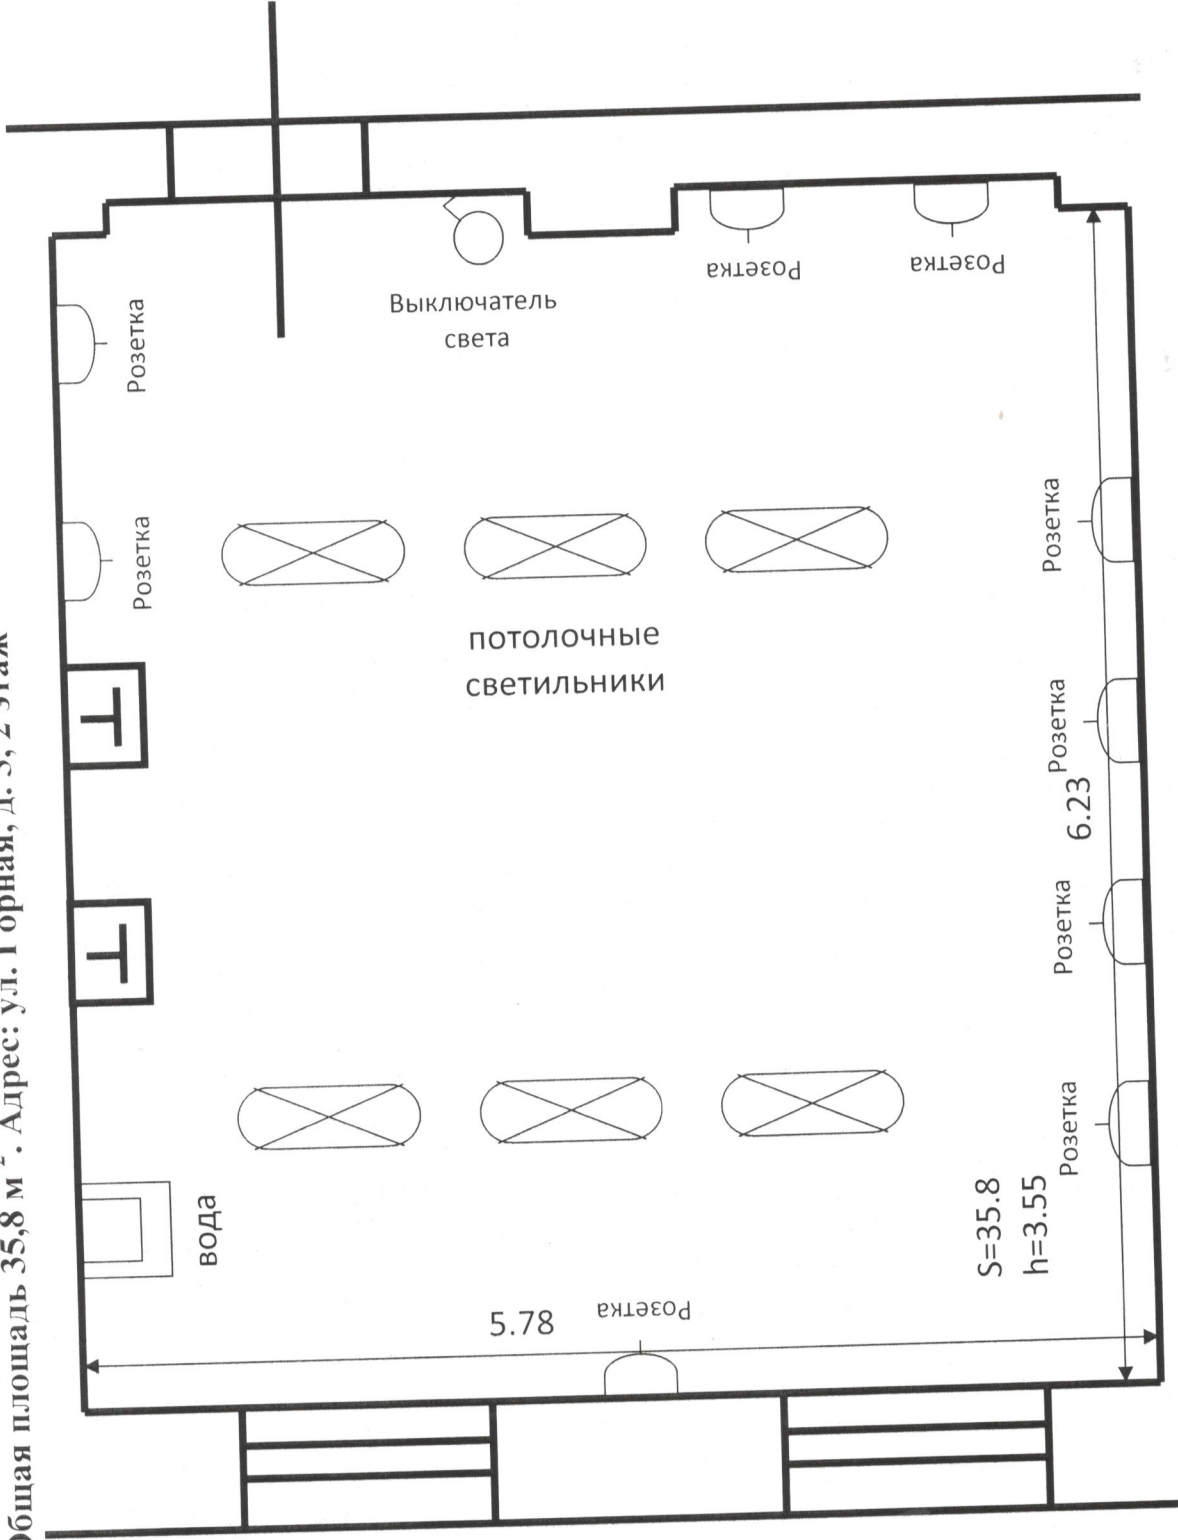 Общая площадь 35,8 м ². Адрес: ул. Горная, д. 3, 2 этаж
Розетка
Розетка
Выключатель
света
Розетка
Розетка
потолочные
светильники
Т
Т
вода
Розетка
Розетка
6.23
Розетка
Розетка
S=35.8
h=3.55
5.78
Розетка